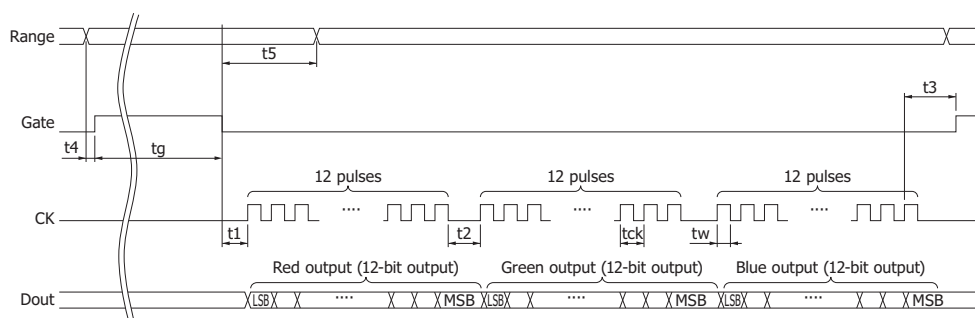 Range
t5
t3
Gate
t4
tg
12 pulses
12 pulses
12 pulses
CK
....
....
....
t1
t2
tck
tw
Red output (12-bit output)
Green output (12-bit output)
Blue output (12-bit output)
Dout
LSB
....
MSB
LSB
....
MSB
LSB
....
MSB